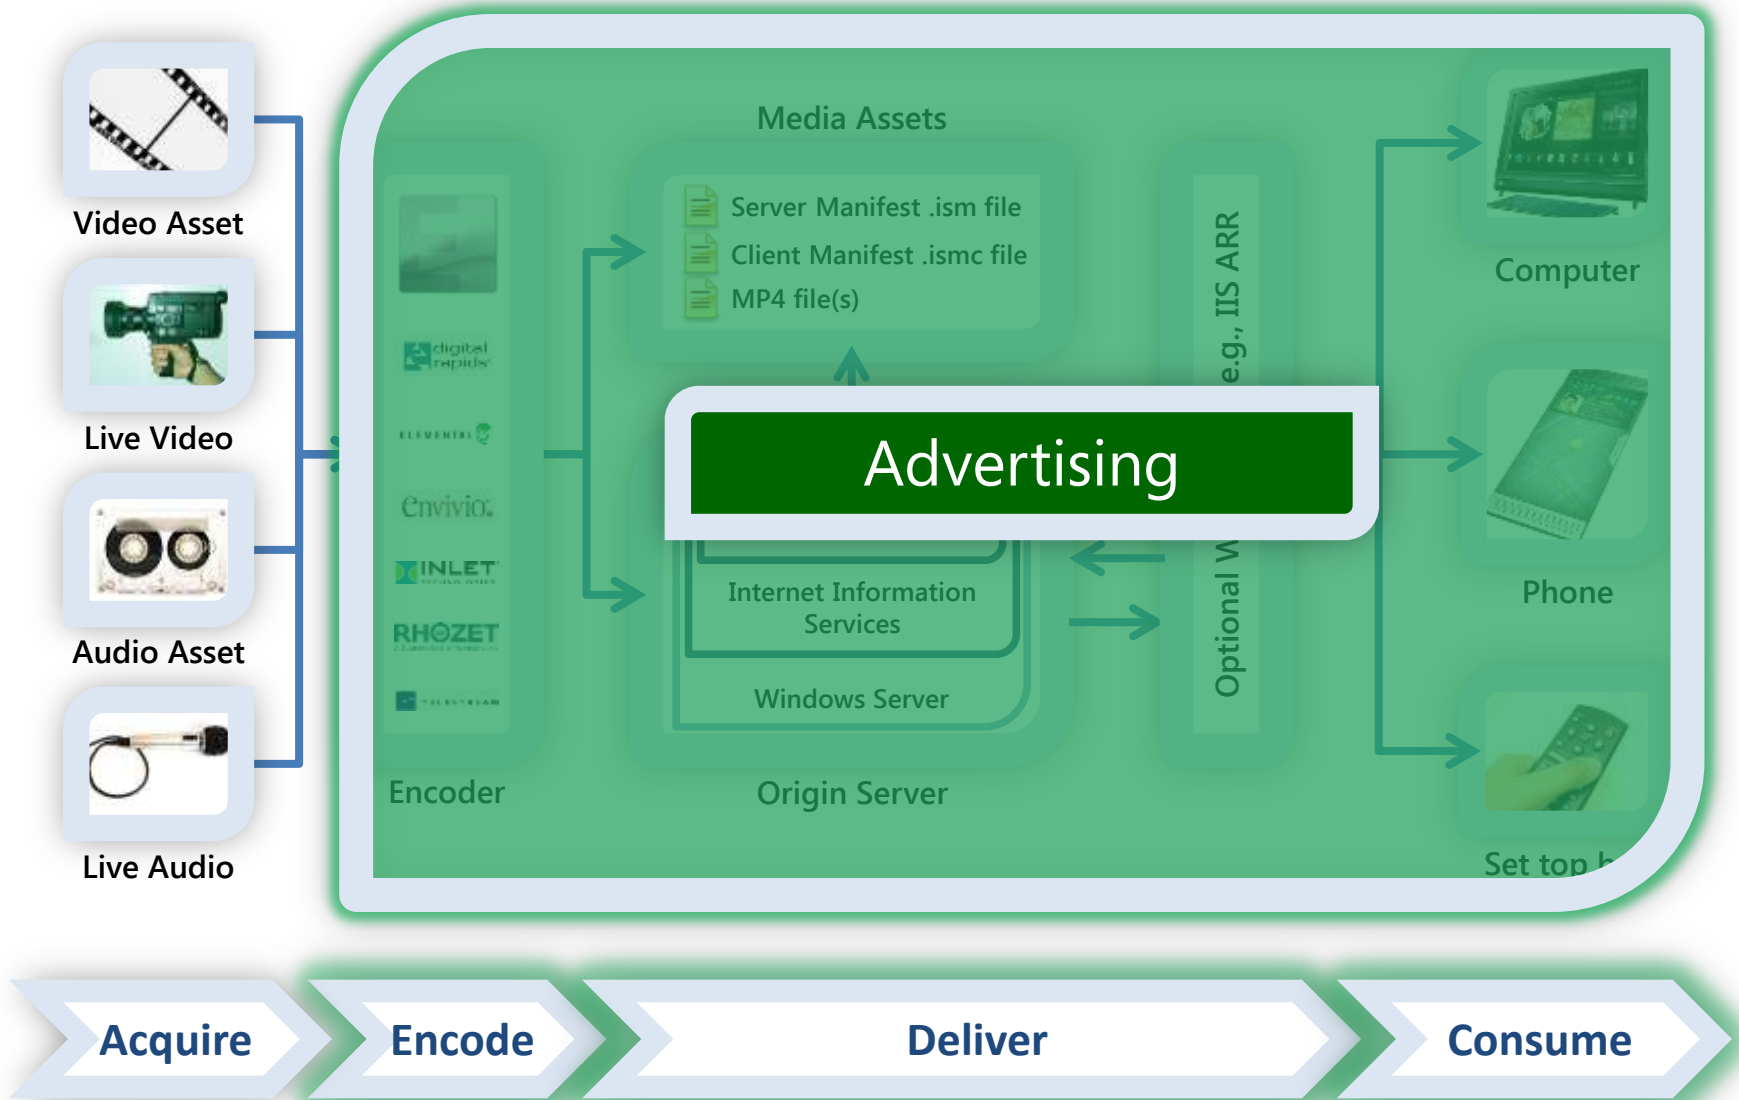 Video Asset
Live Video
Audio Asset
Live Audio
digital
rapids
ELEMENTAL
envivio
INLET
RHOZET
Encoder
Media Assets
Server Manifest .ism file
Client Manifest .ismc file
MP4 file(s)
Advertising
Internet Information
Services
Windows Server
Origin Server
Optional W
e.g., IIS ARR
Computer
Phone
Set top b
Acquire
Encode
Deliver
Consume